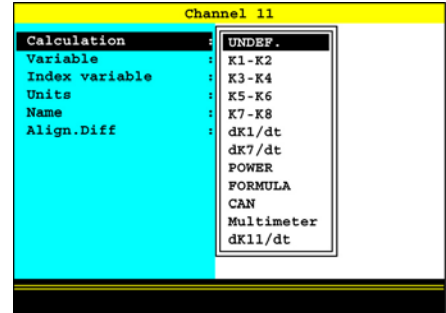 Channel 11
Calculation : UNDEF.
Variable : K1-K2
Index variable : K3-K4
Units : K5-K6
Name : K7-K8
Align.Diff : dK1/dt
dK7/dt
POWER
FORMULA
CAN
Multimeter
dK11/dt